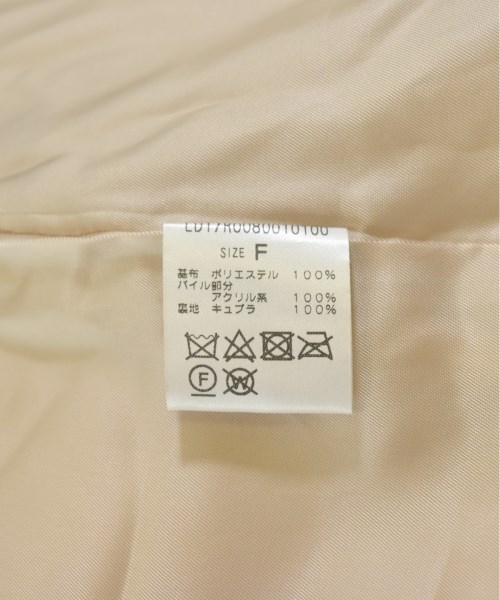 LD17R0080010100
SIZE F
基布 ポリエステル 100%
パイル部分
アクリル系 100%
裏地 キュプラ 100%
F
W